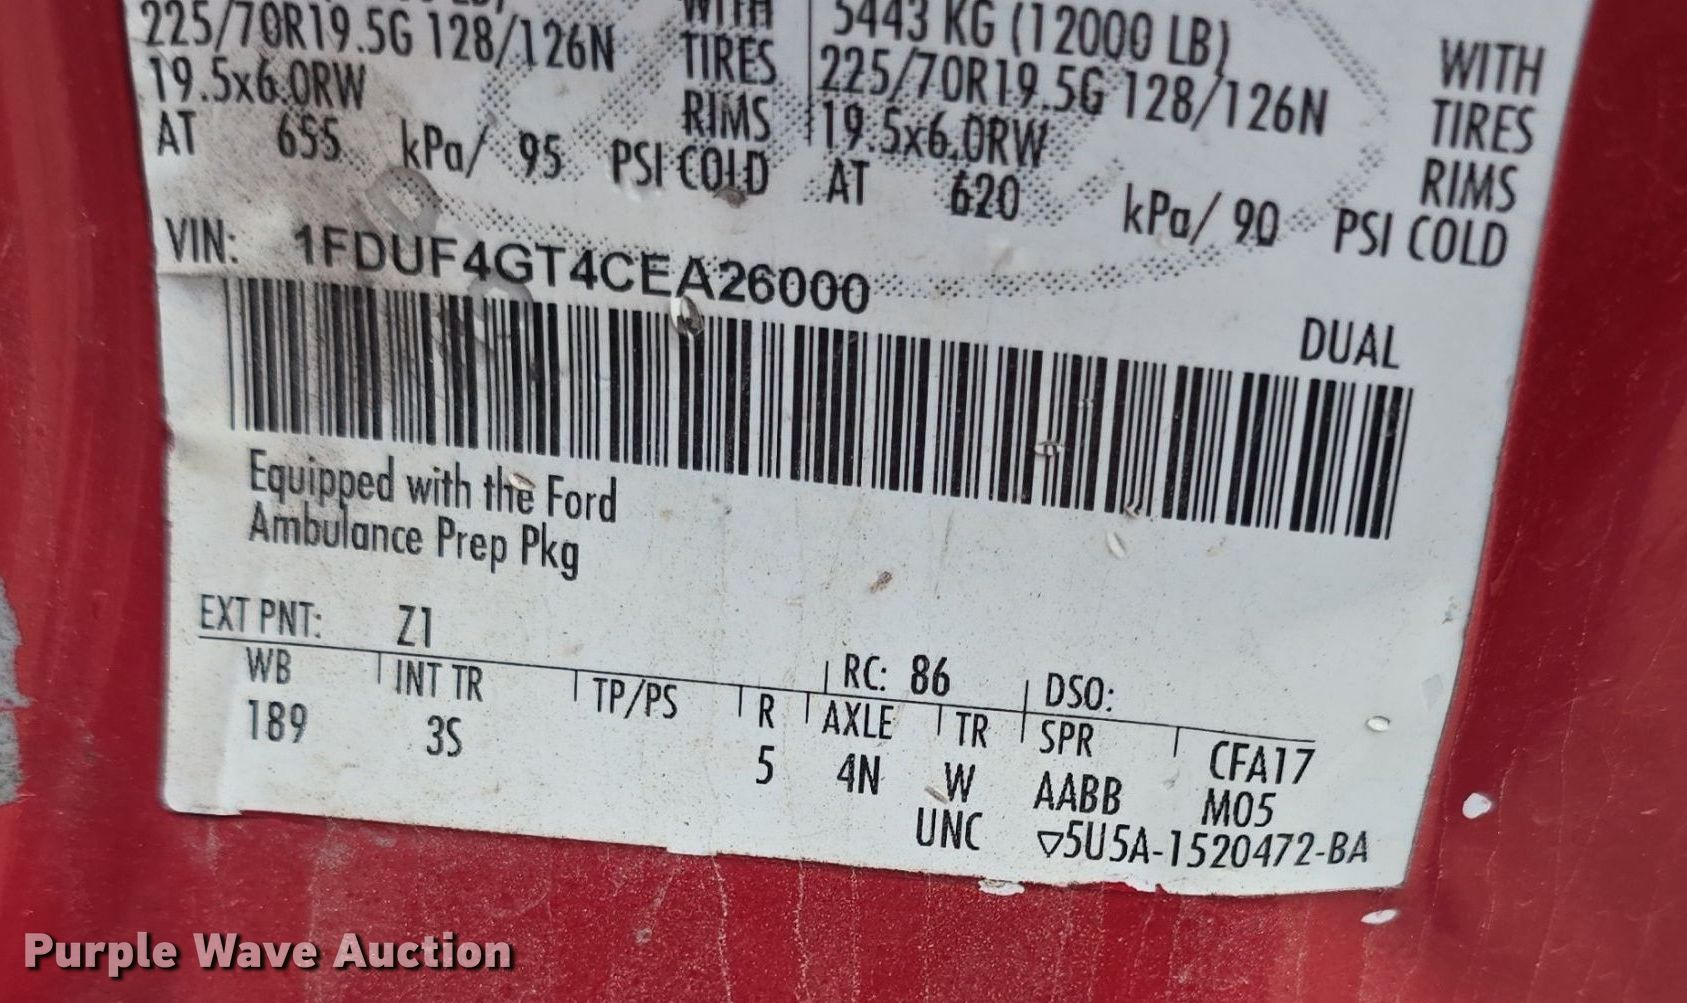 225/70R19.5G 128/126N
19.5x6.0RW
AT 655 kPa/ 95 PSI COLD
WITH
TIRES
RIMS
5443 KG (12000 LB)
225/70R19.5G 128/126N
19.5x6.0RW
AT 620 kPa/ 90 PSI COLD
WITH
TIRES
RIMS
VIN: 1FDUF4GT4CEA26000
DUAL
Equipped with the Ford
Ambulance Prep Pkg
EXT PNT: Z1 RC: 86 DSO:
WB INT TR TP/PS R AXLE TR SPR CFA17
189 3S 5 4N W AABB M05
UNC ▽5U5A-1520472-BA
Purple Wave Auction